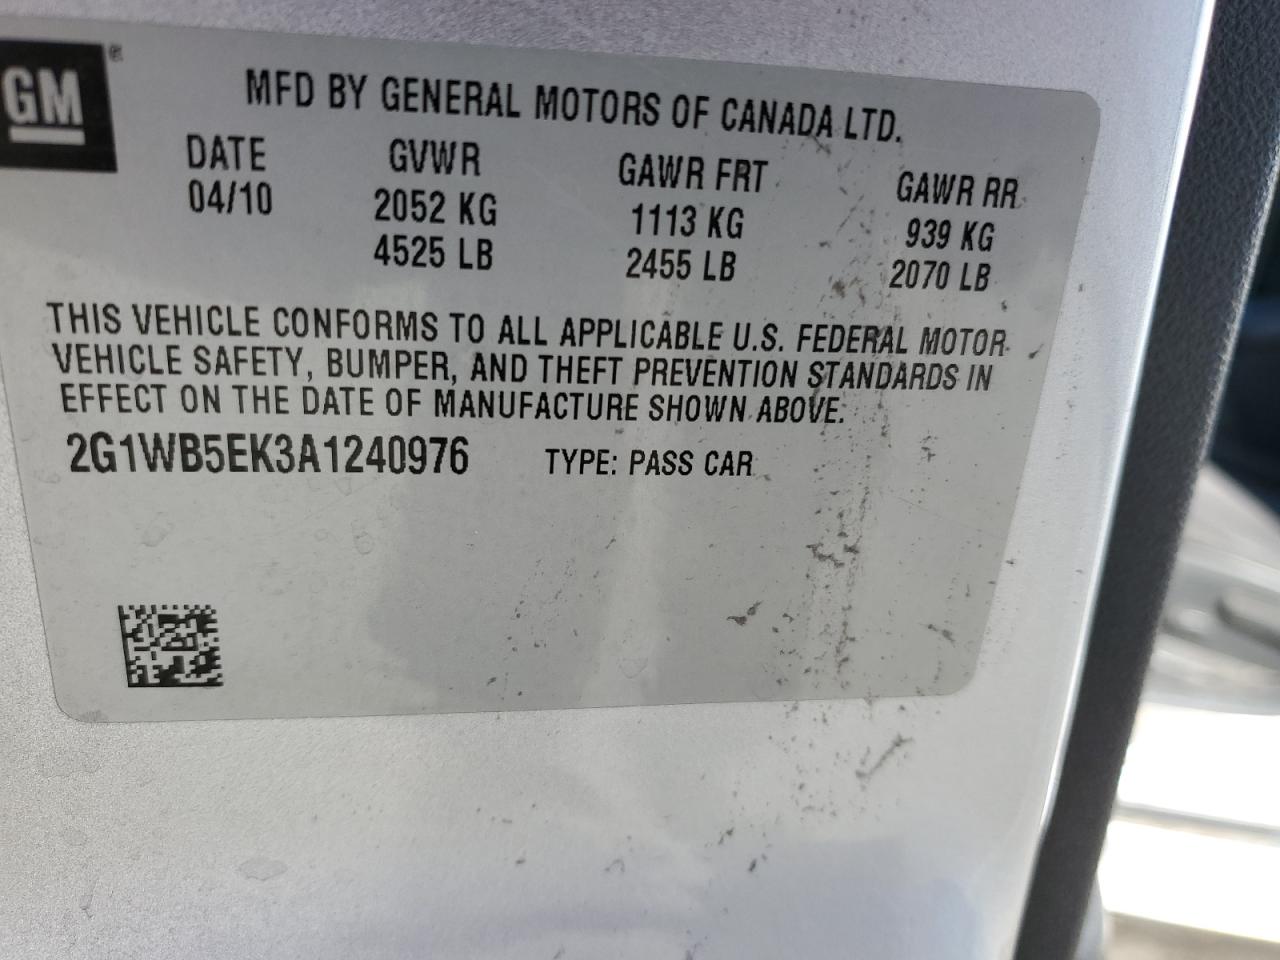 GM®
MFD BY GENERAL MOTORS OF CANADA LTD.
DATE GVWR GAWR FRT GAWR RR
04/10 2052 KG 1113 KG 939 KG
4525 LB 2455 LB 2070 LB
THIS VEHICLE CONFORMS TO ALL APPLICABLE U.S. FEDERAL MOTOR
VEHICLE SAFETY, BUMPER, AND THEFT PREVENTION STANDARDS IN
EFFECT ON THE DATE OF MANUFACTURE SHOWN ABOVE.
2G1WB5EK3A1240976 TYPE: PASS CAR